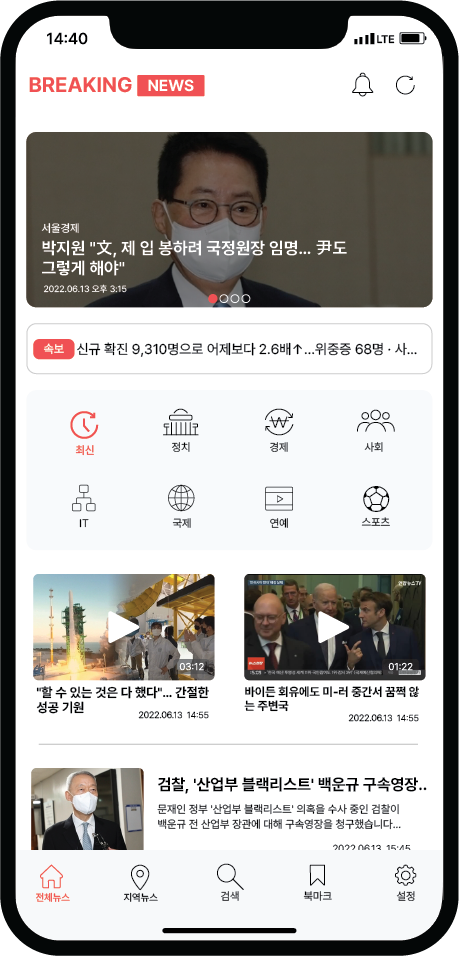 14:40 LTE
BREAKING NEWS
서울경제
박지원 "文, 제 입 봉하려 국정원장 임명... 尹도
그렇게 해야"
2022.06.13 오후 3:15
속보 신규 확진 9,310명으로 어제보다 2.6배↑...위중증 68명 · 사...
최신 정치 경제 사회
IT 국제 연예 스포츠
03:12
01:22
"할 수 있는 것은 다 했다"... 간절한
성공 기원
2022.06.13 14:55
바이든 회유에도 미-러 중간서 꿈쩍 않
는 주변국
2022.06.13 14:55
검찰, '산업부 블랙리스트' 백운규 구속영장..
문재인 정부 '산업부 블랙리스트' 의혹을 수사 중인 검찰이
백운규 전 산업부 장관에 대해 구속영장을 청구했습니다...
2022.06.13 15:45
전체뉴스 지역뉴스 검색 북마크 설정